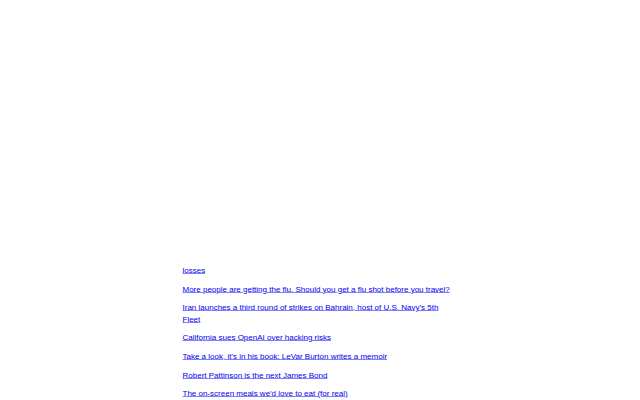 losses
More people are getting the flu. Should you get a flu shot before you travel?
Iran launches a third round of strikes on Bahrain, host of U.S. Navy's 5th
Fleet
California sues OpenAI over hacking risks
Take a look, it's in his book: LeVar Burton writes a memoir
Robert Pattinson is the next James Bond
The on-screen meals we'd love to eat (for real)